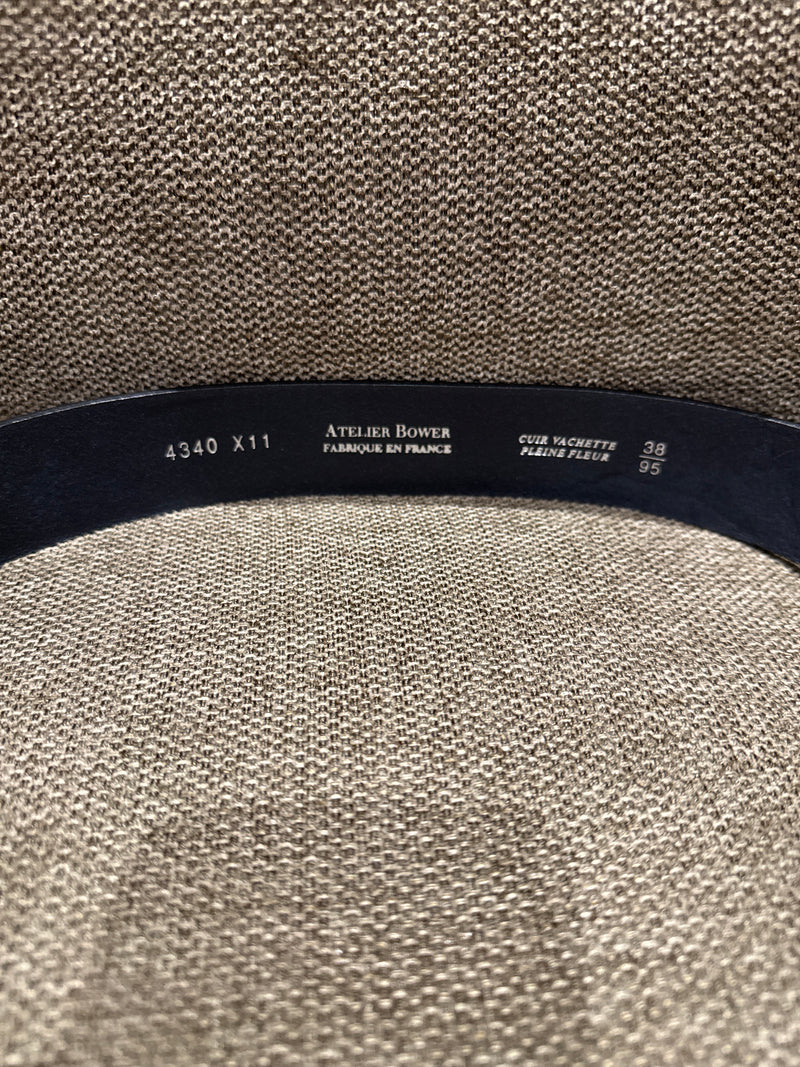 4340 X11
ATELIER BOWER
FABRIQUE EN FRANCE
CUIR VACHETTE
PLEINE FLEUR
38
95